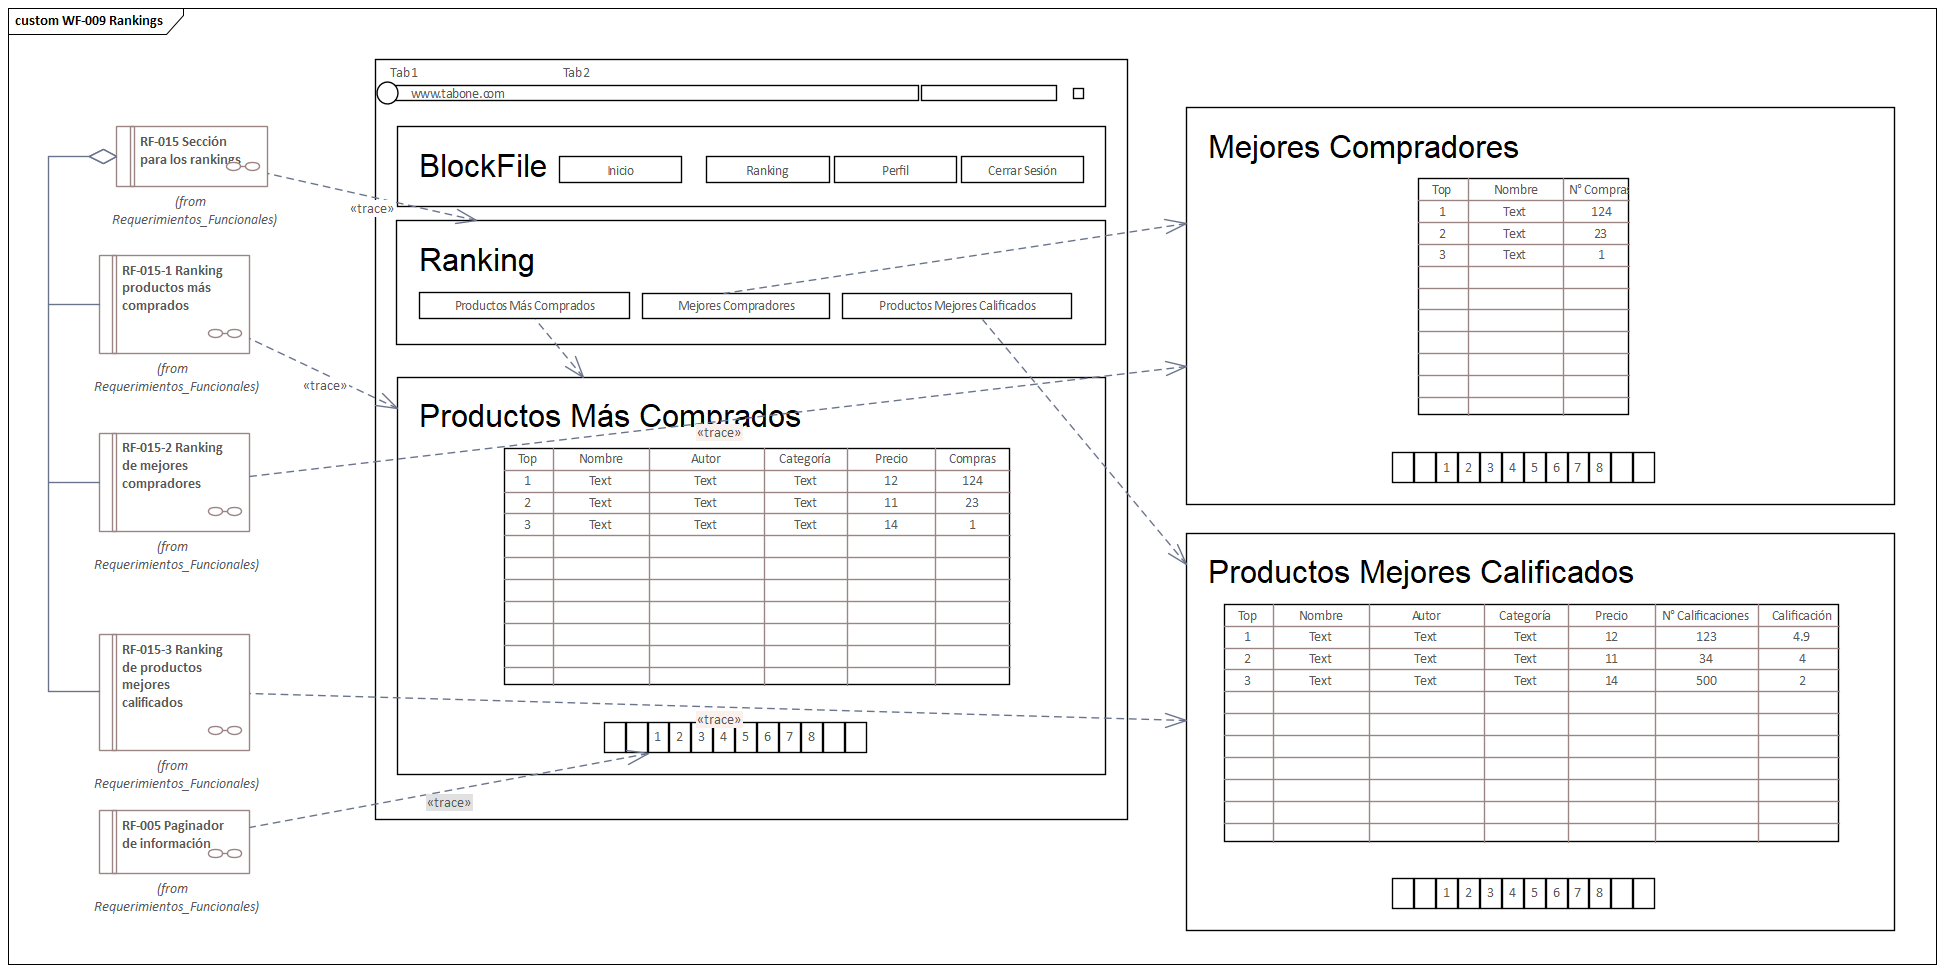 custom WF-009 Rankings
Tab1 Tab2
www.tabone.com
RF-015 Sección
para los rankings
(from
Requerimientos_Funcionales)
«trace»
BlockFile Inicio Ranking Perfil Cerrar Sesión
RF-015-1 Ranking
productos más
comprados
(from
Requerimientos_Funcionales)
«trace»
Ranking
Productos Más Comprados Mejores Compradores Productos Mejores Calificados
RF-015-2 Ranking
de mejores
compradores
(from
Requerimientos_Funcionales)
«trace»
Productos Más Comprados
Top Nombre Autor Categoría Precio Compras
1 Text Text Text 12 124
2 Text Text Text 11 23
3 Text Text Text 14 1
RF-015-3 Ranking
de productos
mejores
calificados
(from
Requerimientos_Funcionales)
«trace»
1 2 3 4 5 6 7 8
RF-005 Paginador
de información
(from
Requerimientos_Funcionales)
«trace»
Mejores Compradores
Top Nombre N° Compras
1 Text 124
2 Text 23
3 Text 1
1 2 3 4 5 6 7 8
Productos Mejores Calificados
Top Nombre Autor Categoría Precio N° Calificaciones Calificación
1 Text Text Text 12 123 4.9
2 Text Text Text 11 34 4
3 Text Text Text 14 500 2
1 2 3 4 5 6 7 8